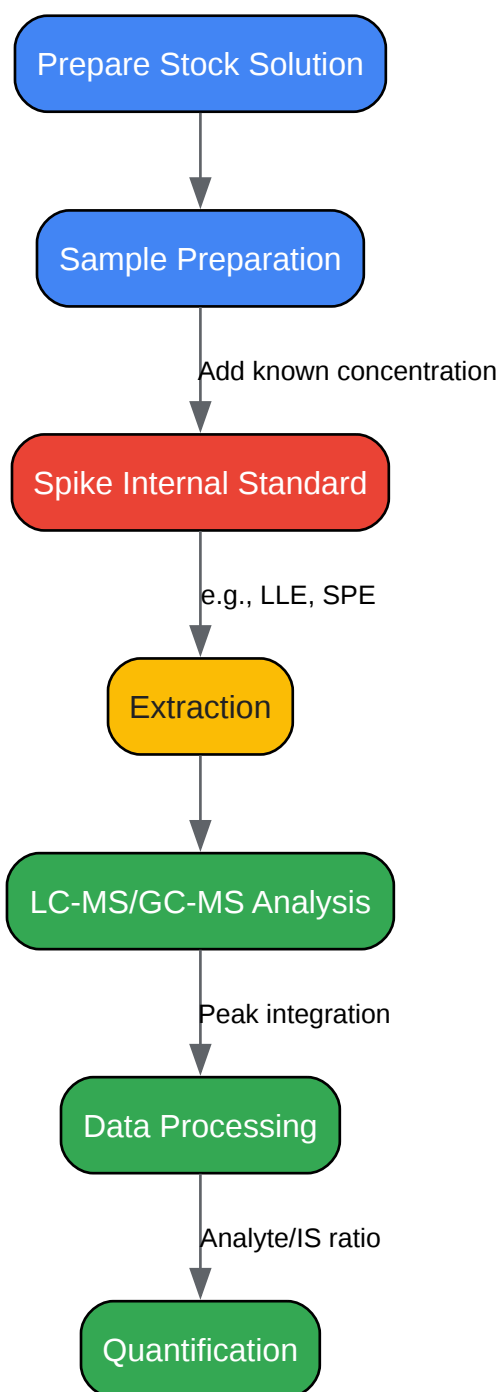 Prepare Stock Solution
Sample Preparation
Add known concentration
Spike Internal Standard
e.g., LLE, SPE
Extraction
LC-MS/GC-MS Analysis
Peak integration
Data Processing
Analyte/IS ratio
Quantification